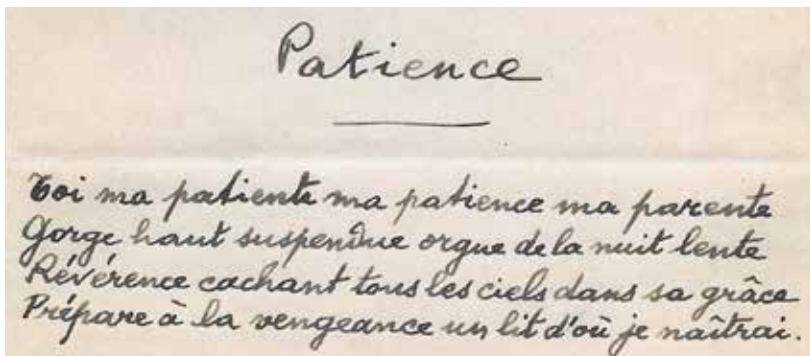 Patience
Toi ma patiente ma patience ma parente
Gorge haut suspendue orgue de la nuit lente
Révérence cachant tous les ciels dans sa grâce
Prépare à la vengeance un lit d'où je naîtrai.